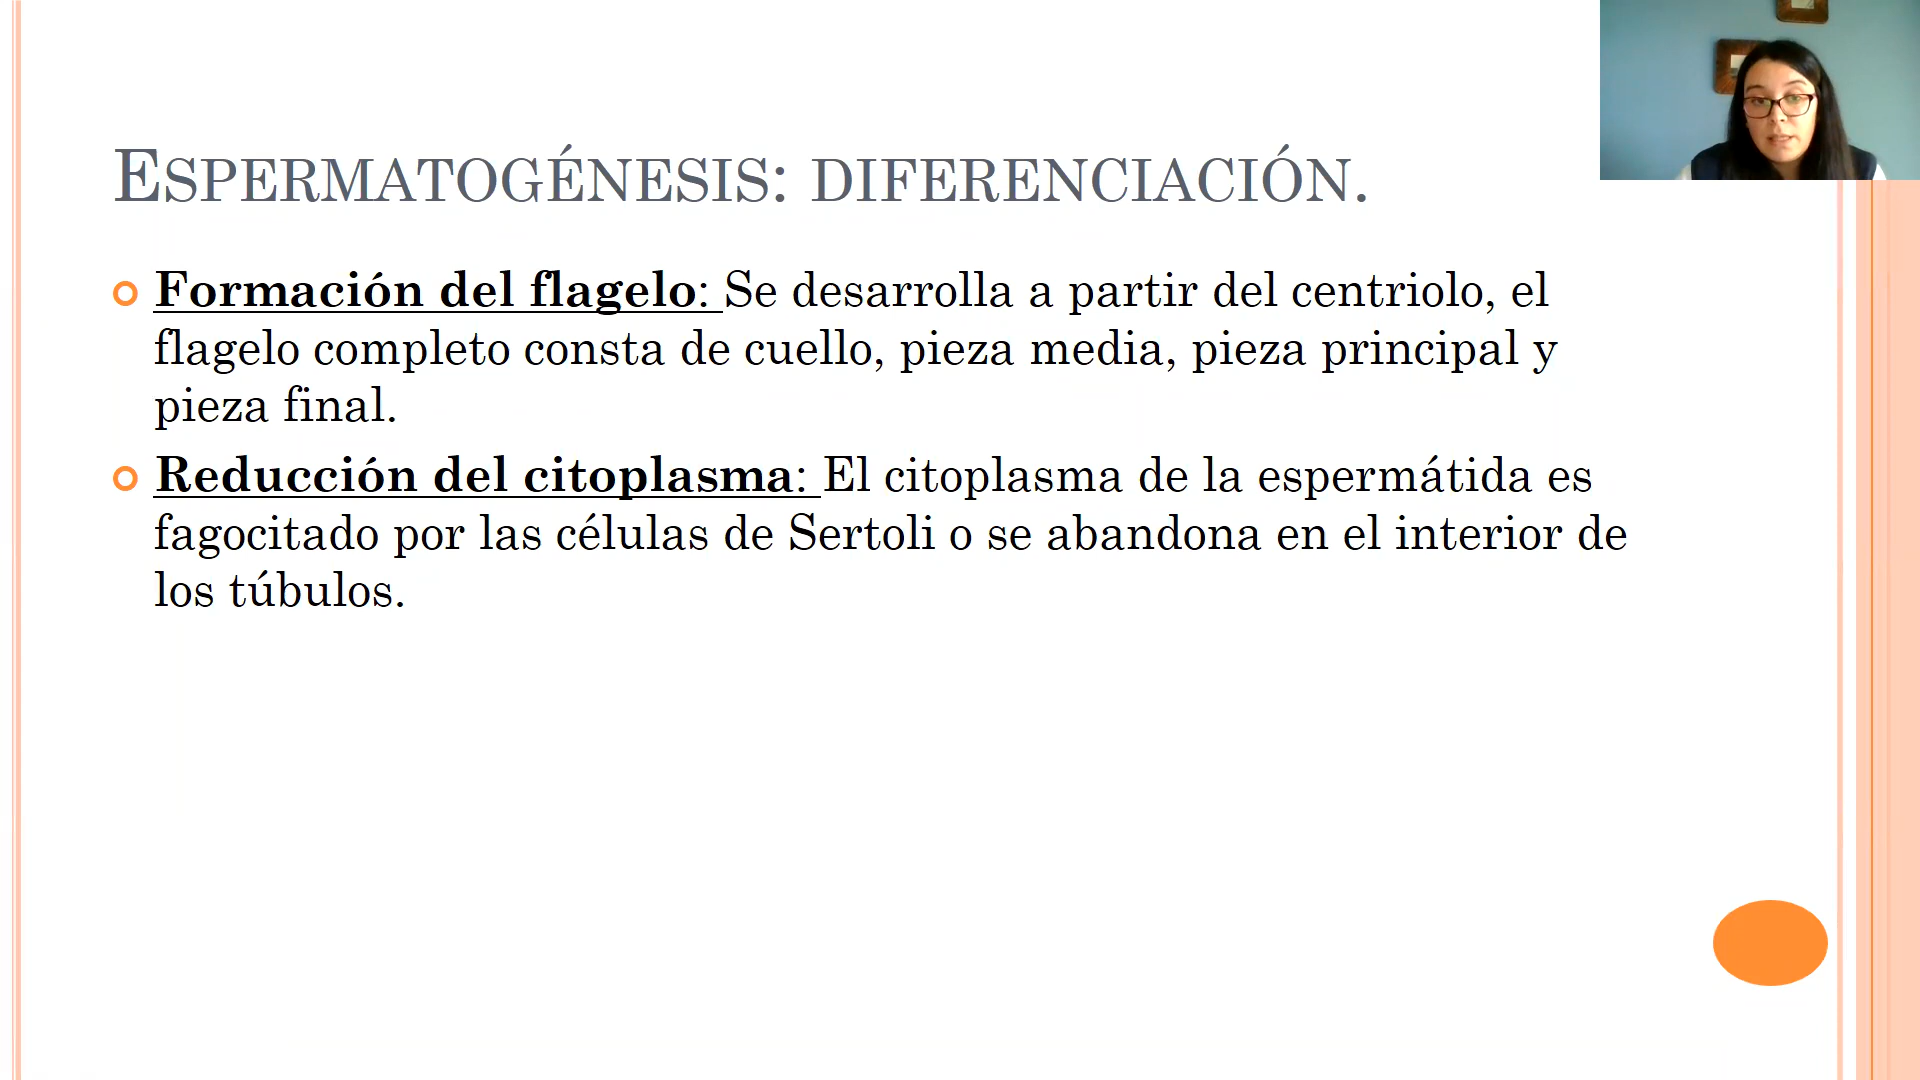 Espermatogénesis: diferenciación.
Formación del flagelo: Se desarrolla a partir del centriolo, el
flagelo completo consta de cuello, pieza media, pieza principal y
pieza final.
Reducción del citoplasma: El citoplasma de la espermátida es
fagocitado por las células de Sertoli o se abandona en el interior de
los túbulos.